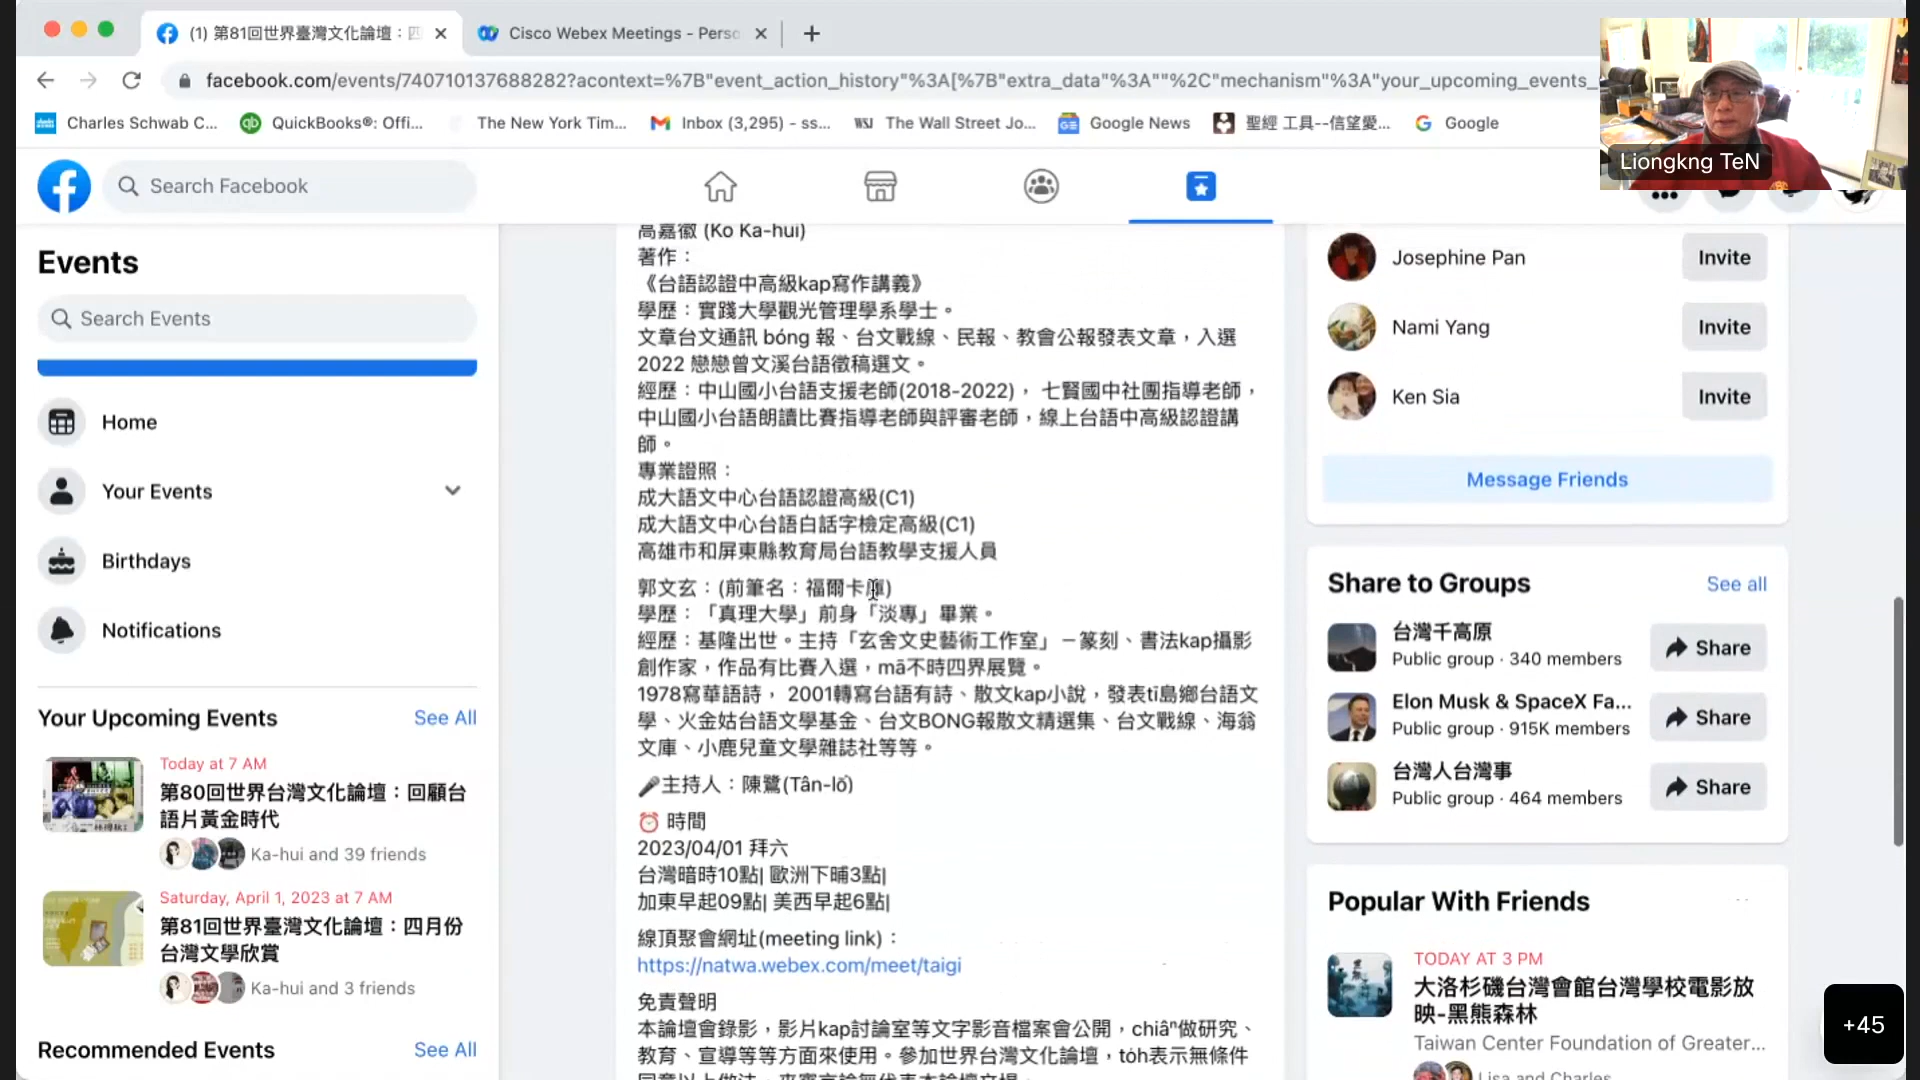 (1) 第81回世界臺灣文化論壇：四
Cisco Webex Meetings - Perso
facebook.com/events/740710137688282?acontext=%7B"event_action_history"%3A[%7B"extra_data"%3A""%2C"mechanism"%3A"your_upcoming_events_
Charles Schwab C...
QuickBooks®: Offi...
The New York Tim...
Inbox (3,295) - ss...
WSJ The Wall Street Jo...
Google News
聖經 工具--信望愛...
Google
Liongkng TeN
Search Facebook
Events
Search Events
Home
Your Events
Birthdays
Notifications
Your Upcoming Events
See All
Today at 7 AM
第80回世界台灣文化論壇：回顧台
語片黃金時代
Ka-hui and 39 friends
Saturday, April 1, 2023 at 7 AM
第81回世界臺灣文化論壇：四月份
台灣文學欣賞
Ka-hui and 3 friends
Recommended Events
See All
高嘉徽 (Ko Ka-hui)
著作：
《台語認證中高級kap寫作講義》
學歷：實踐大學觀光管理學系學士。
文章台文通訊 bóng 報、台文戰線、民報、教會公報發表文章，入選
2022 戀戀曾文溪台語徵稿選文。
經歷：中山國小台語支援老師(2018-2022)， 七賢國中社團指導老師，
中山國小台語朗讀比賽指導老師與評審老師，線上台語中高級認證講
師。
專業證照：
成大語文中心台語認證高級(C1)
成大語文中心台語白話字檢定高級(C1)
高雄市和屏東縣教育局台語教學支援人員
郭文玄：(前筆名：福爾卡庫)
學歷：「真理大學」前身「淡專」畢業。
經歷：基隆出世。主持「玄舍文史藝術工作室」－篆刻、書法kap攝影
創作家，作品有比賽入選，mā不時四界展覽。
1978寫華語詩， 2001轉寫台語有詩、散文kap小說，發表tī島鄉台語文
學、火金姑台語文學基金、台文BONG報散文精選集、台文戰線、海翁
文庫、小鹿兒童文學雜誌社等等。
🎤主持人：陳鷺(Tân-lō͘)
⏰ 時間
2023/04/01 拜六
台灣暗時10點| 歐洲下晡3點|
加東早起09點| 美西早起6點|
線頂聚會網址(meeting link)：
https://natwa.webex.com/meet/taigi
免責聲明
本論壇會錄影，影片kap討論室等文字影音檔案會公開，chiâⁿ做研究、
教育、宣導等等方面來使用。參加世界台灣文化論壇，to̍h表示無條件
Josephine Pan
Invite
Nami Yang
Invite
Ken Sia
Invite
Message Friends
Share to Groups
See all
台灣千高原
Public group · 340 members
Share
Elon Musk & SpaceX Fa...
Public group · 915K members
Share
台灣人台灣事
Public group · 464 members
Share
Popular With Friends
TODAY AT 3 PM
大洛杉磯台灣會館台灣學校電影放
映-黑熊森林
Taiwan Center Foundation of Greater...
Lisa and Charles
+45